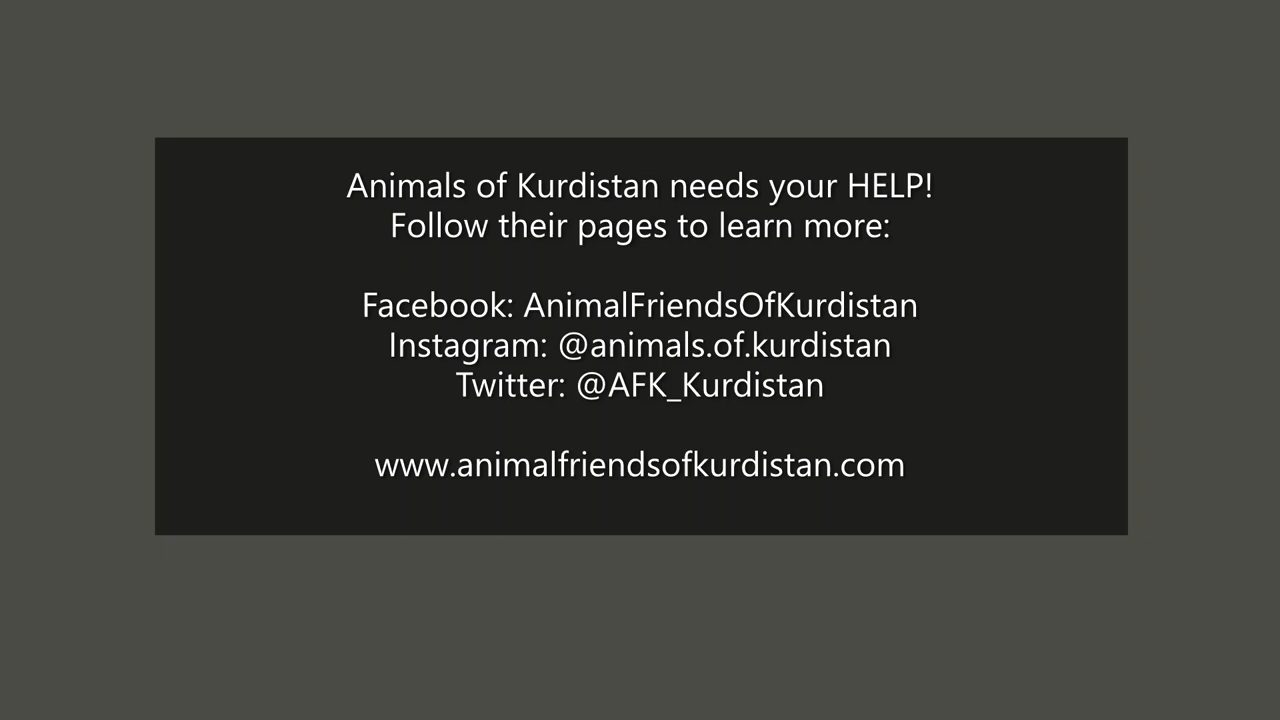 Animals of Kurdistan needs your HELP!
Follow their pages to learn more:
Facebook: AnimalFriendsOfKurdistan
Instagram: @animals.of.kurdistan
Twitter: @AFK_Kurdistan
www.animalfriendsofkurdistan.com